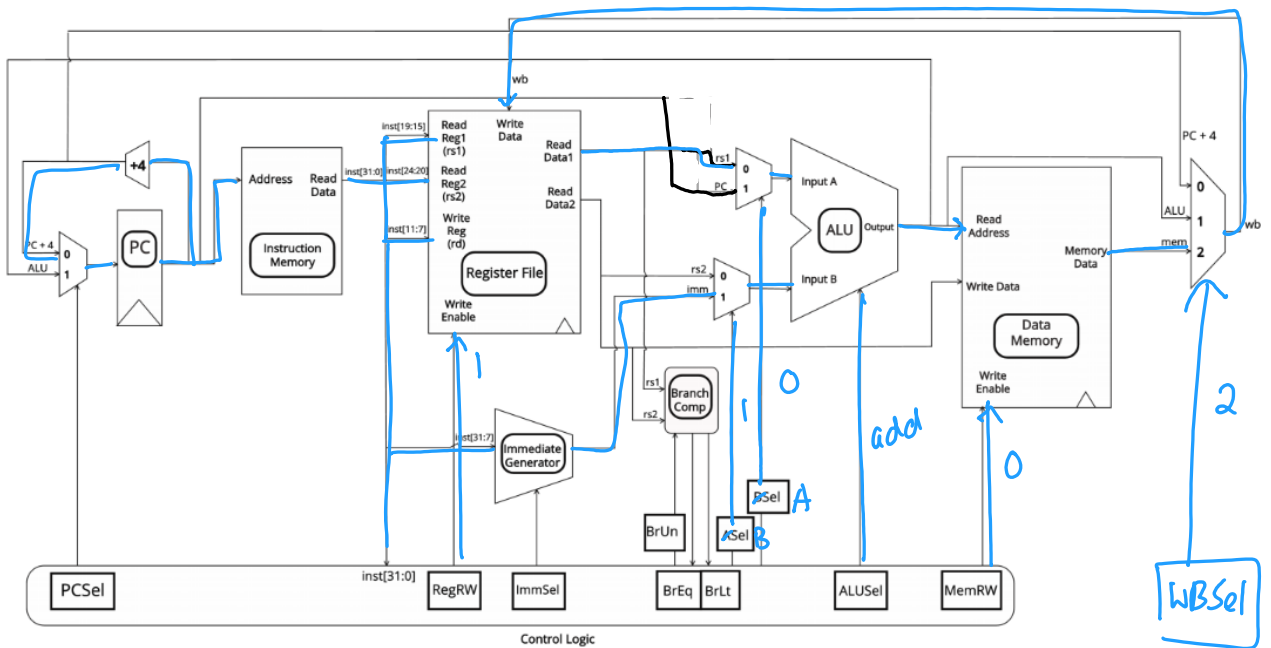 wb
PC + 4
inst[19:15]
Read
Reg1
(rs1)
Write
Data
Read
Data1
rs1
0
PC
1
+4
Address
Read
Data
inst[31:0]
inst[24:20]
Read
Reg2
(rs2)
Read
Data2
Input A
ALU
Output
Read
Address
0
ALU
1
mem
2
wb
PC
Instruction
Memory
inst[11:7]
Write
Reg
(rd)
Register File
Write
Enable
PC + 4
0
ALU
1
rs2
0
imm
1
Input B
Memory
Data
Write Data
Data
Memory
Write
Enable
1
rs1
rs2
Branch
Comp
1
0
add
0
2
inst[31:7]
Immediate
Generator
BSel
A
ASel
B
BrUn
PCSel
inst[31:0]
RegRW
ImmSel
BrEq
BrLt
ALUSel
MemRW
WBSel
Control Logic